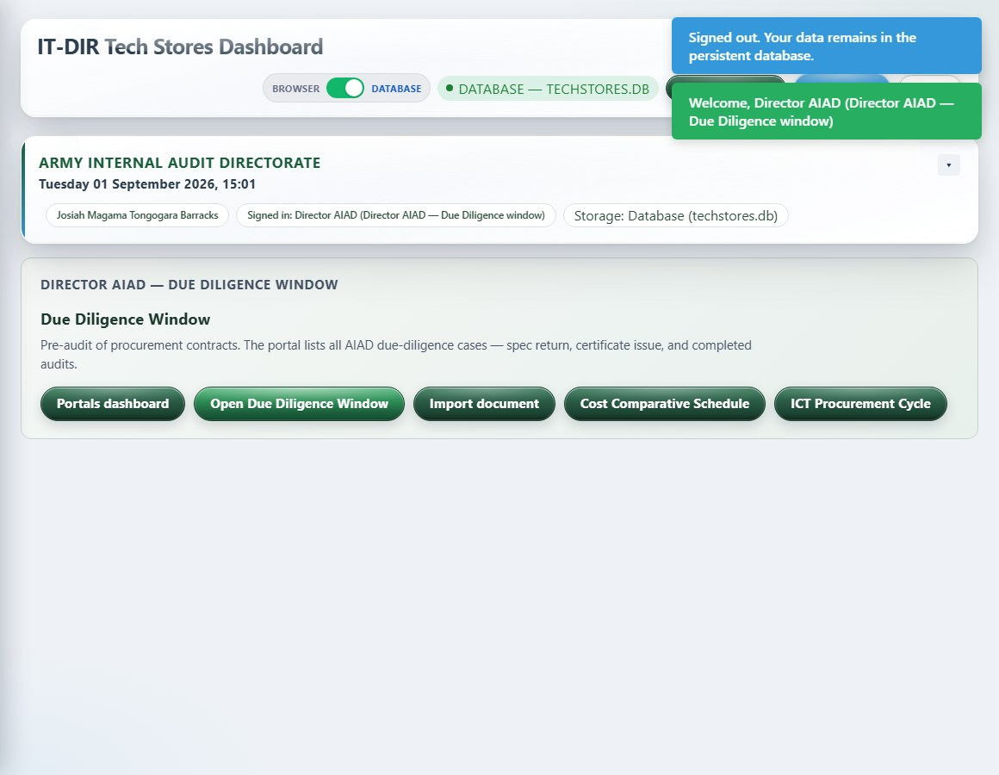 IT-DIR Tech Stores Dashboard
Signed out. Your data remains in the
persistent database.
BROWSER
DATABASE
DATABASE — TECHSTORES.DB
Welcome, Director AIAD (Director AIAD —
Due Diligence window)
ARMY INTERNAL AUDIT DIRECTORATE
Tuesday 01 September 2026, 15:01
Josiah Magama Tongogara Barracks
Signed in: Director AIAD (Director AIAD — Due Diligence window)
Storage: Database (techstores.db)
DIRECTOR AIAD — DUE DILIGENCE WINDOW
Due Diligence Window
Pre-audit of procurement contracts. The portal lists all AIAD due-diligence cases — spec return, certificate issue, and completed
audits.
Portals dashboard
Open Due Diligence Window
Import document
Cost Comparative Schedule
ICT Procurement Cycle